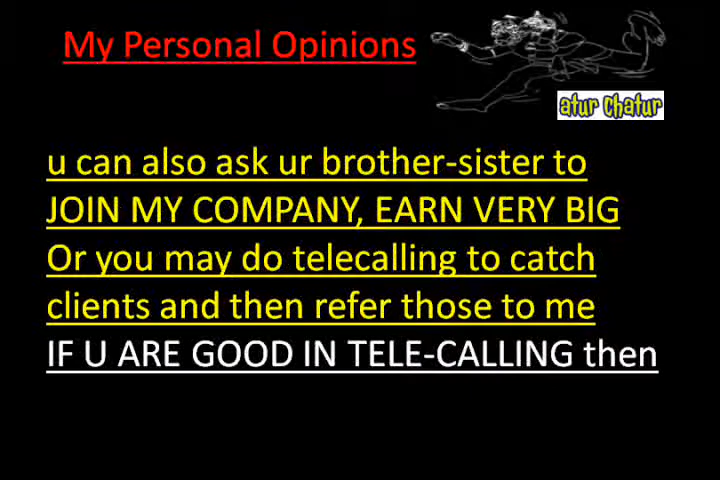 My Personal Opinions
atur chatur
u can also ask ur brother-sister to
JOIN MY COMPANY, EARN VERY BIG
Or you may do telecalling to catch
clients and then refer those to me
IF U ARE GOOD IN TELE-CALLING then